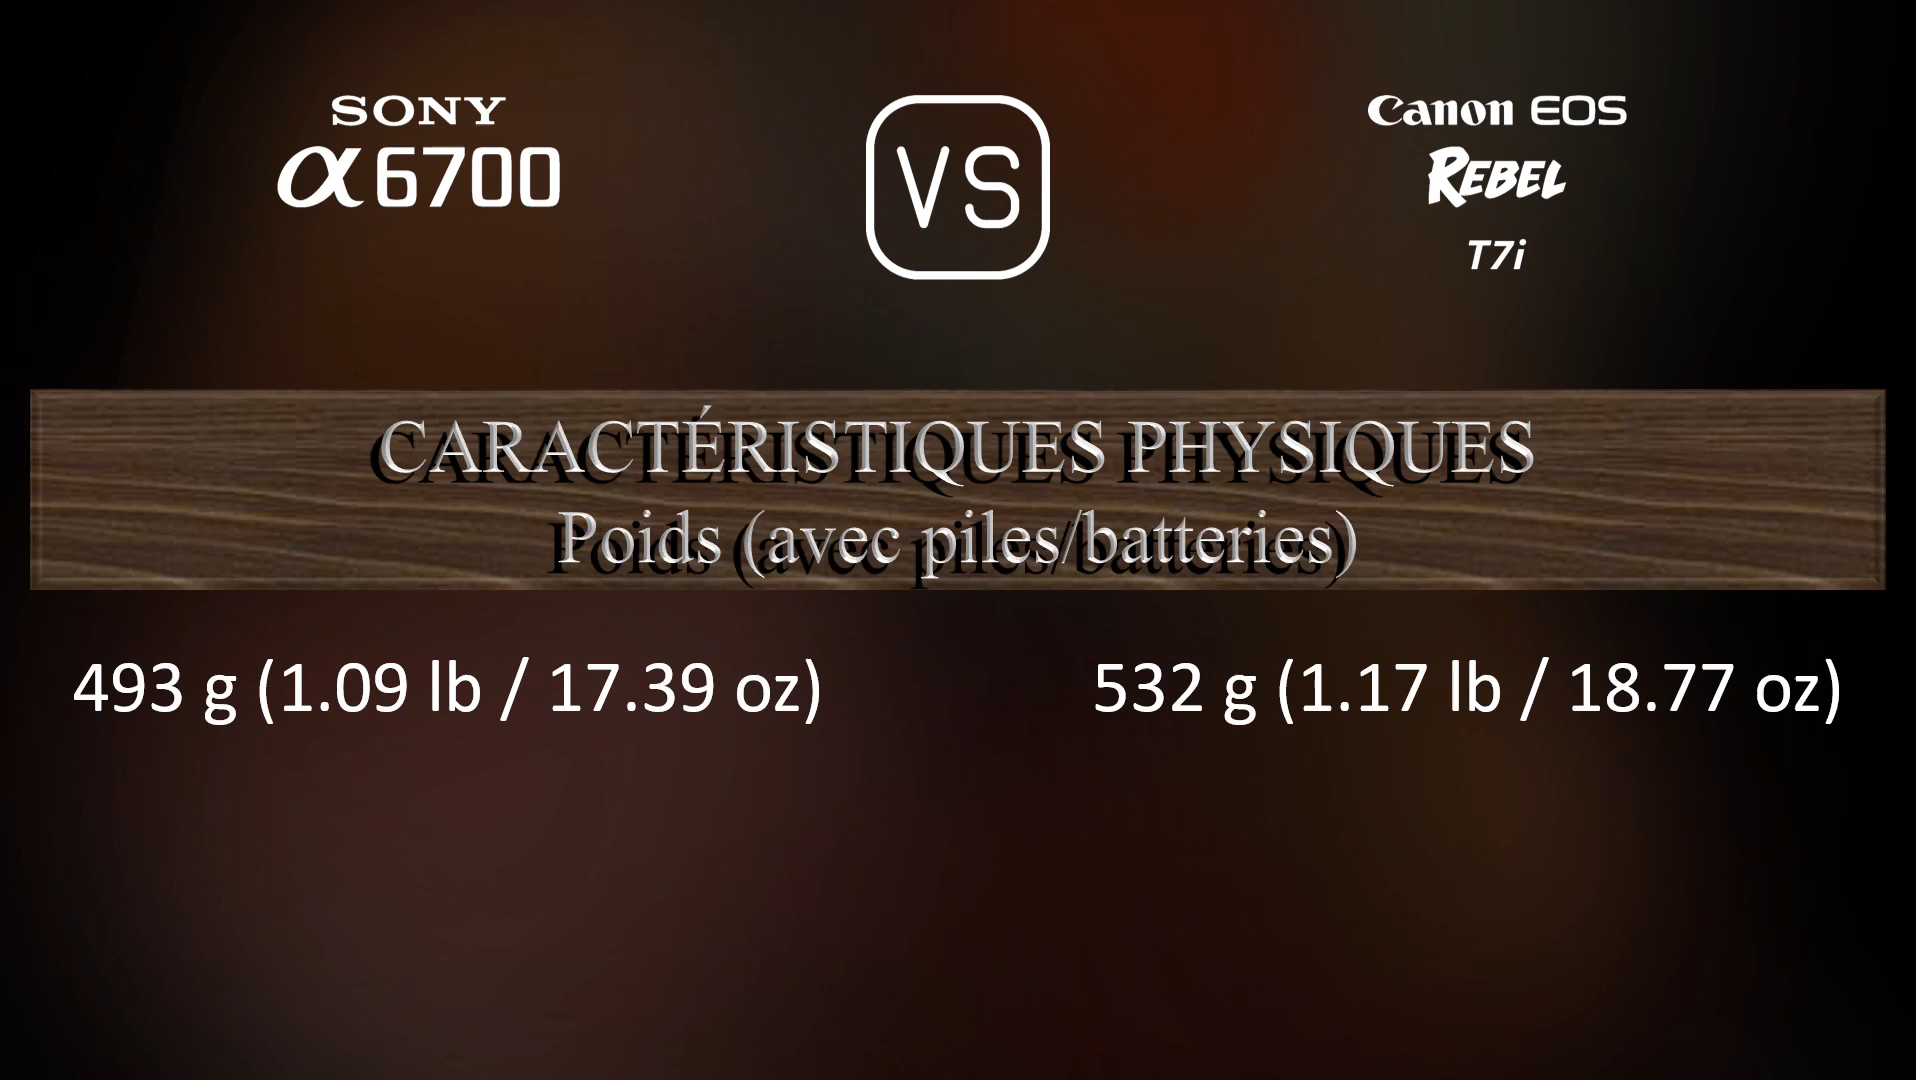 SONY
α6700
VS
Canon EOS
REBEL
T7i
CARACTÉRISTIQUES PHYSIQUES
Poids (avec piles/batteries)
493 g (1.09 lb / 17.39 oz)
532 g (1.17 lb / 18.77 oz)